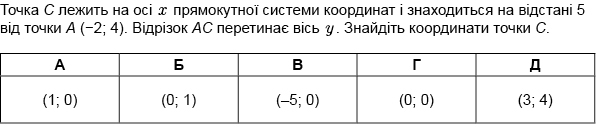 Точка C лежить на осі x прямокутної системи координат і знаходиться на відстані 5
від точки A (−2; 4). Відрізок AC перетинає вісь y. Знайдіть координати точки C.
А Б В Г Д
(1; 0) (0; 1) (–5; 0) (0; 0) (3; 4)